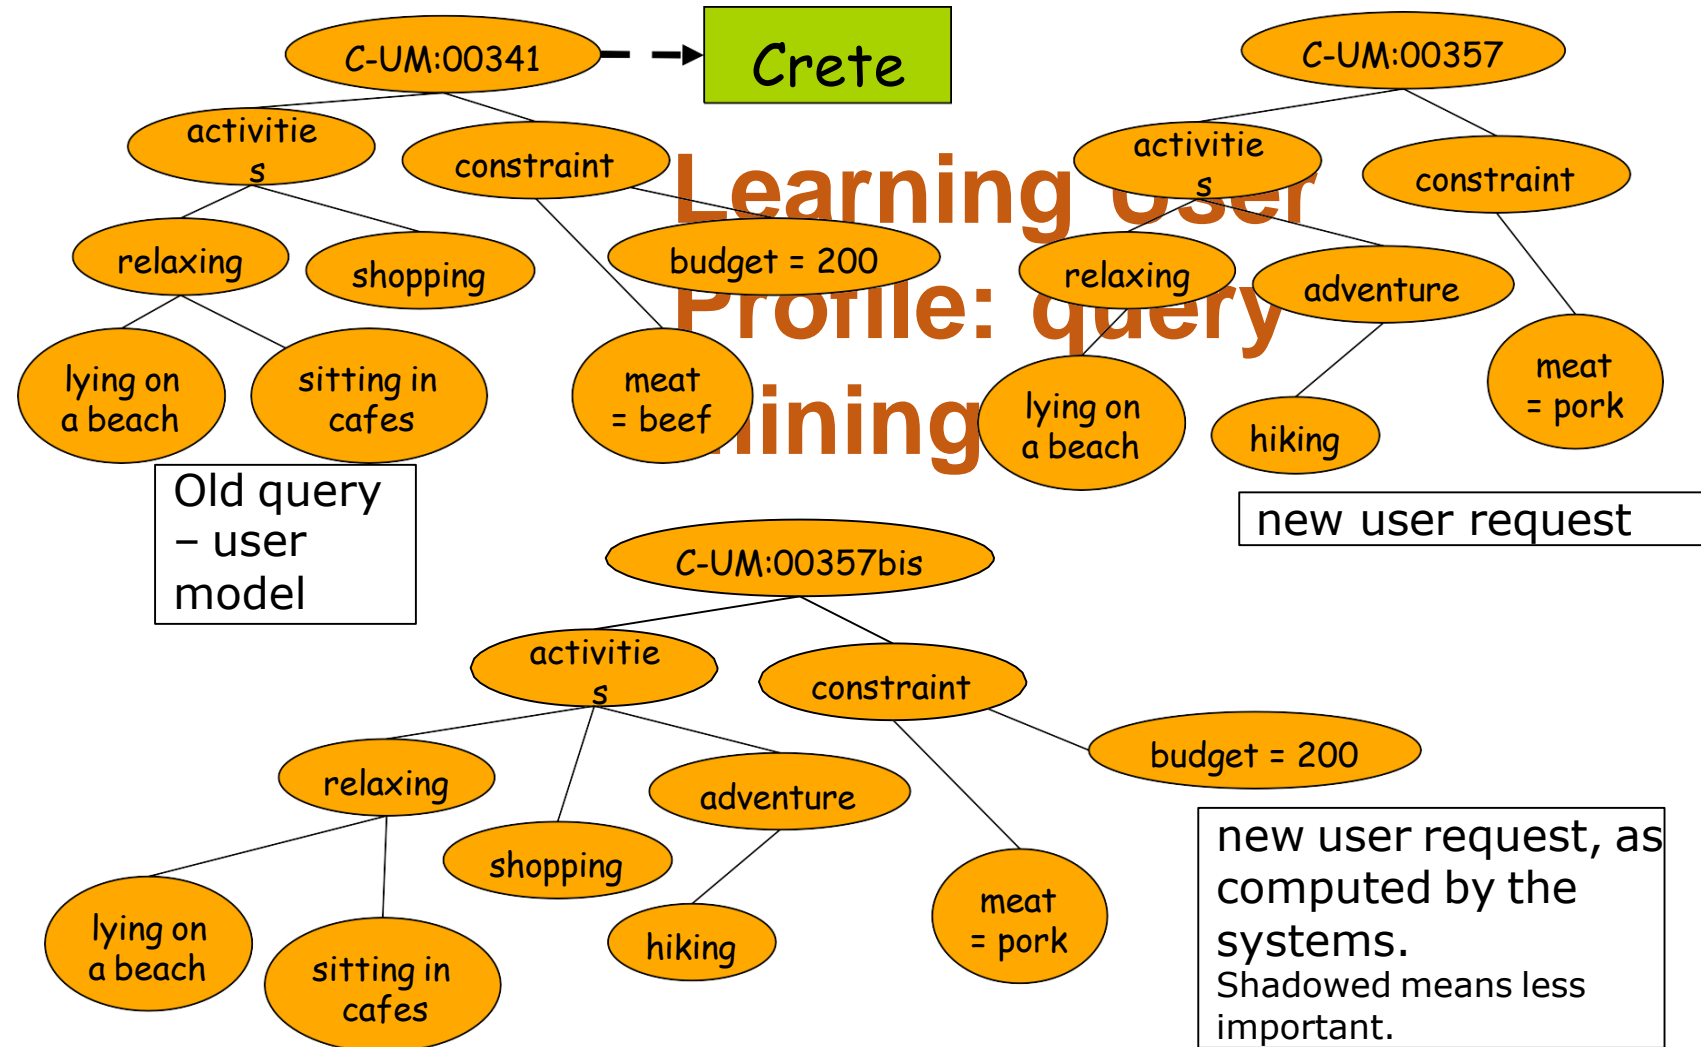 C-UM:00341
Crete
activitie
s
constraint
relaxing
shopping
budget = 200
lying on
a beach
sitting in
cafes
meat
= beef
Old query
– user
model
Learning User
Profile: query
mining
C-UM:00357
activitie
s
constraint
relaxing
adventure
lying on
a beach
hiking
meat
= pork
new user request
C-UM:00357bis
activitie
s
constraint
relaxing
shopping
adventure
budget = 200
lying on
a beach
sitting in
cafes
hiking
meat
= pork
new user request, as
computed by the
systems.
Shadowed means less
important.